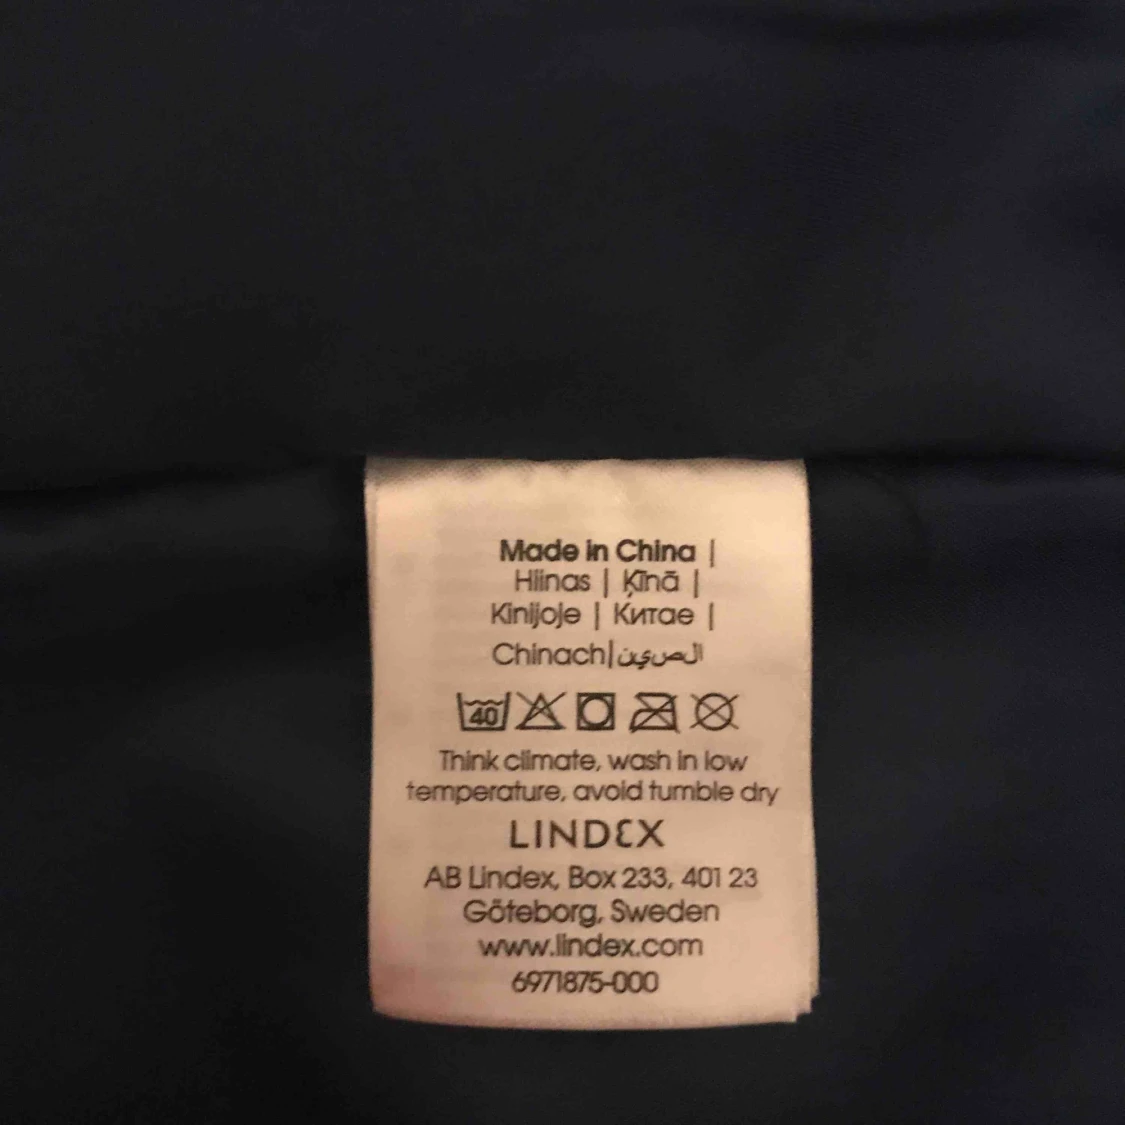 Made in China |
Hiinas | Ķīnā |
Kinijoje | Китае |
Chinach|الصين
40
Think climate, wash in low
temperature, avoid tumble dry
LINDEX
AB Lindex, Box 233, 401 23
Göteborg, Sweden
www.lindex.com
6971875-000